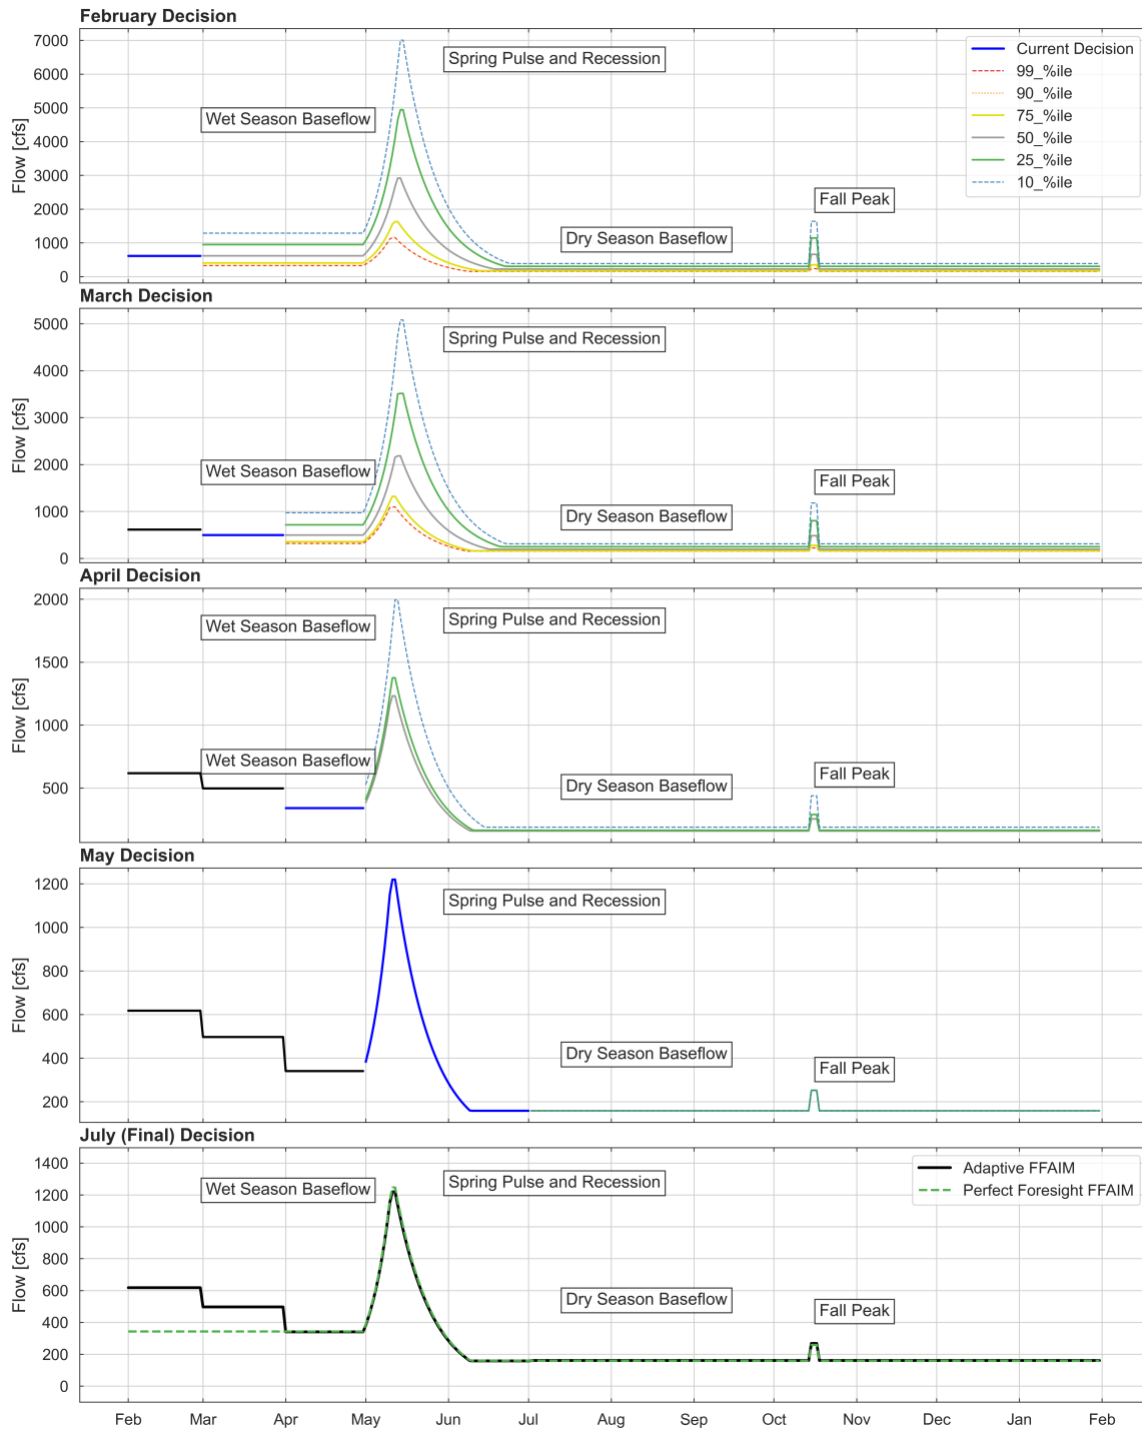 February Decision
7000
6000
5000
4000
3000
2000
1000
0
Flow [cfs]
Spring Pulse and Recession
Wet Season Baseflow
Dry Season Baseflow
Fall Peak
Current Decision
99_%ile
90_%ile
75_%ile
50_%ile
25_%ile
10_%ile
March Decision
5000
4000
3000
2000
1000
0
Flow [cfs]
Spring Pulse and Recession
Wet Season Baseflow
Dry Season Baseflow
Fall Peak
April Decision
2000
1500
1000
500
Flow [cfs]
Wet Season Baseflow
Spring Pulse and Recession
Wet Season Baseflow
Dry Season Baseflow
Fall Peak
May Decision
1200
1000
800
600
400
200
Flow [cfs]
Spring Pulse and Recession
Dry Season Baseflow
Fall Peak
July (Final) Decision
1400
1200
1000
800
600
400
200
0
Flow [cfs]
Wet Season Baseflow
Spring Pulse and Recession
Dry Season Baseflow
Fall Peak
Adaptive FFAIM
Perfect Foresight FFAIM
Feb Mar Apr May Jun Jul Aug Sep Oct Nov Dec Jan Feb